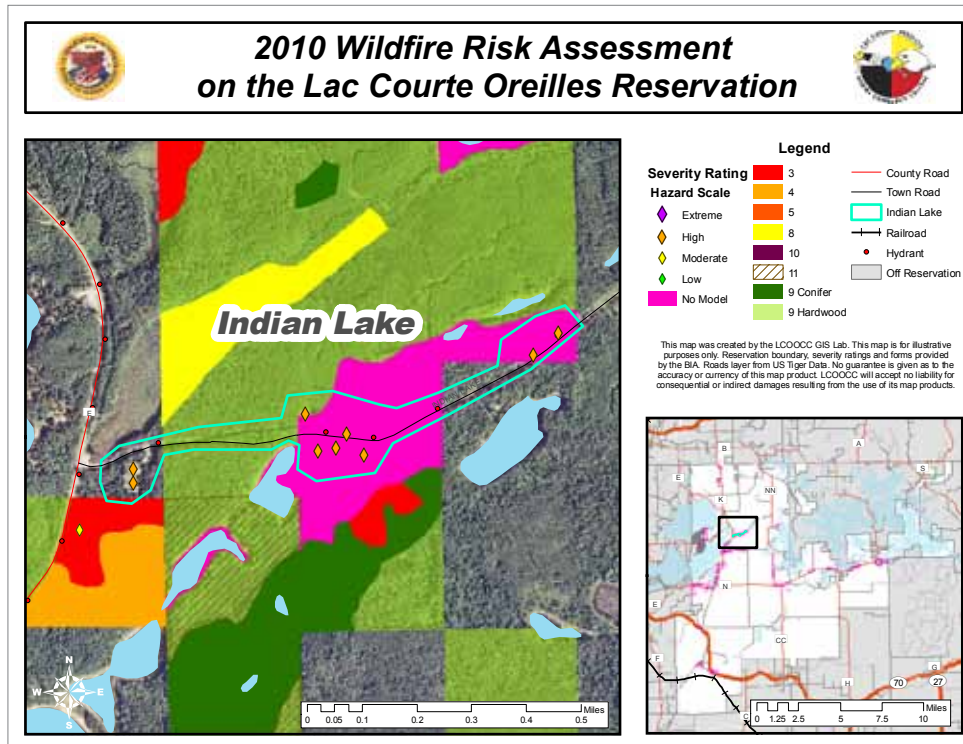 2010 Wildfire Risk Assessment
on the Lac Courte Oreilles Reservation
Indian Lake
E
N
W
E
S
0
0.05
0.1
0.2
0.3
0.4
0.5
Miles
Legend
Severity Rating
Hazard Scale
Extreme
High
Moderate
Low
No Model
3
4
5
8
10
11
9 Conifer
9 Hardwood
County Road
Town Road
Indian Lake
Railroad
Hydrant
Off Reservation
This map was created by the LCOOCC GIS Lab. This map is for illustrative
purposes only. Reservation boundary, severity ratings and forms provided
by the BIA. Roads layer from US Tiger Data. No guarantee is given as to the
accuracy or currency of this map product. LCOOCC will accept no liability for
consequential or indirect damages resulting from the use of its map products.
B
A
E
S
K
NN
N
E
CC
F
G
H
70
27
C
0
1.25
2.5
5
7.5
10
Miles